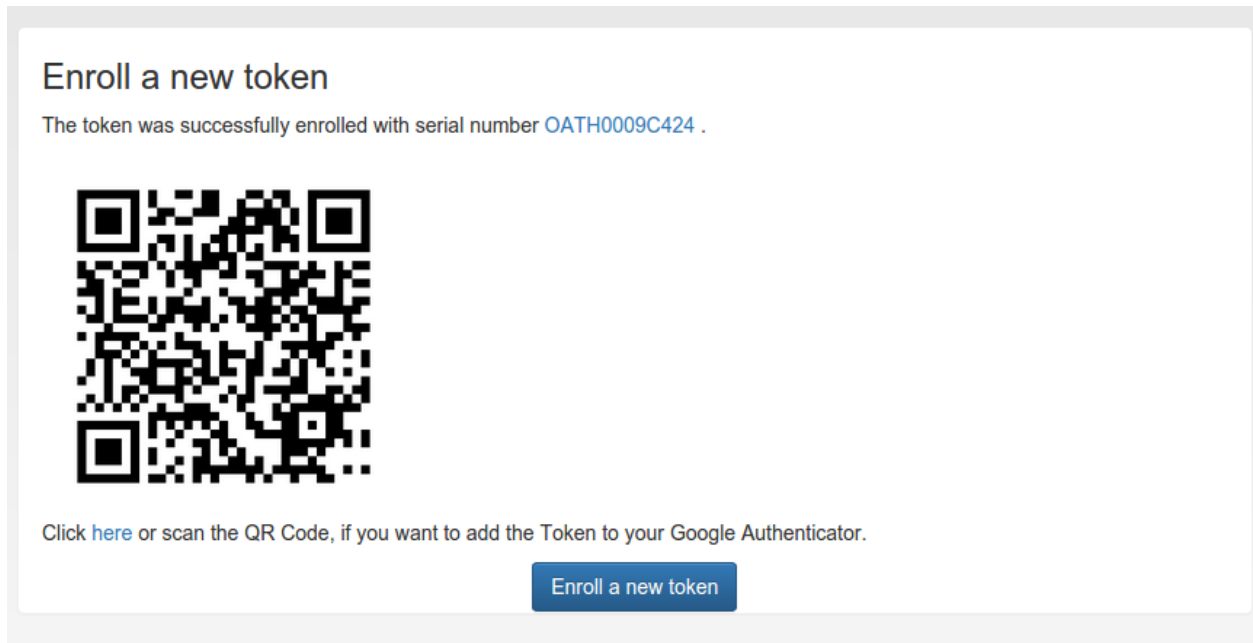 Enroll a new token
The token was successfully enrolled with serial number OATH0009C424 .
Click here or scan the QR Code, if you want to add the Token to your Google Authenticator.
Enroll a new token